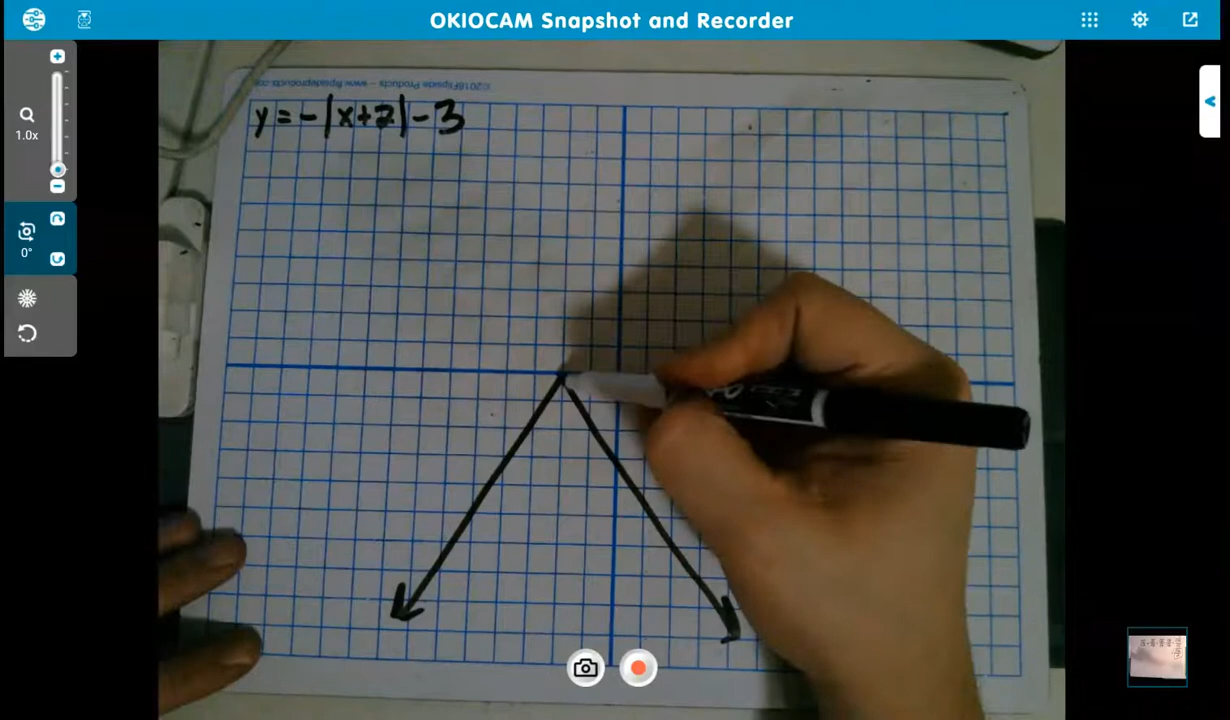 OKIOCAM Snapshot and Recorder
y = -|x+2| - 3
1.0x
0°